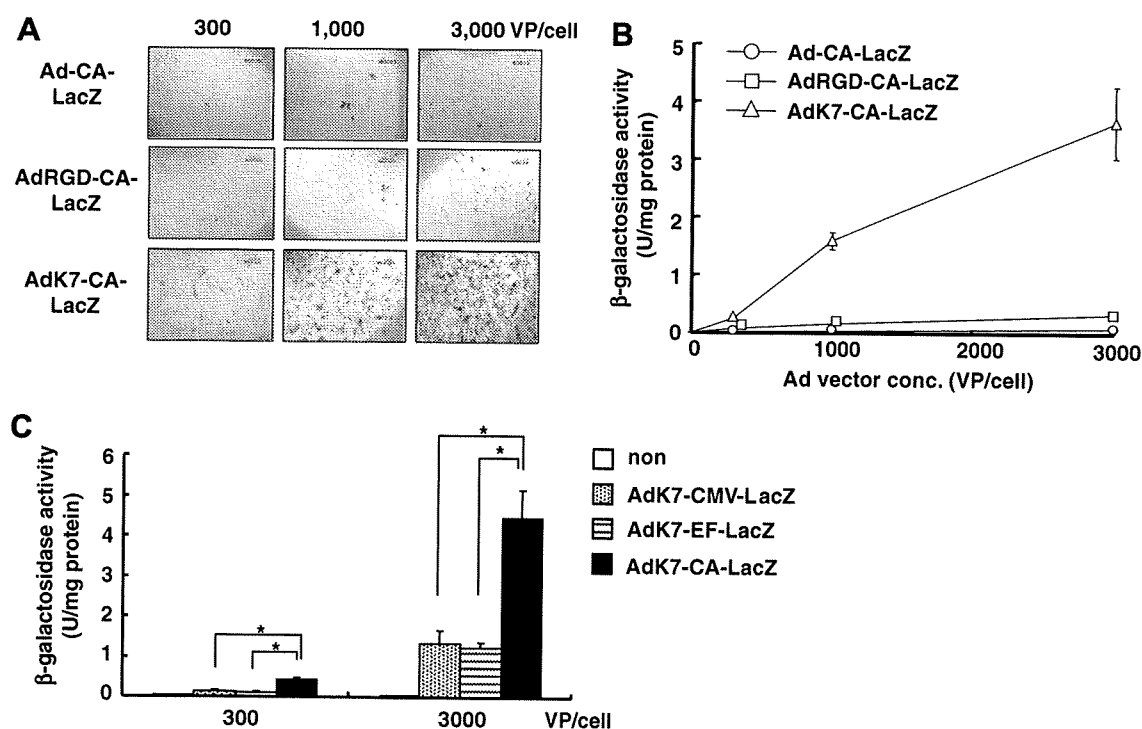 A
300 1,000 3,000 VP/cell
Ad-CA-
LacZ
AdRGD-CA-
LacZ
AdK7-CA-
LacZ
B
β-galactosidase activity
(U/mg protein)
5
4
3
2
1
0
Ad-CA-LacZ
AdRGD-CA-LacZ
AdK7-CA-LacZ
0 1000 2000 3000
Ad vector conc. (VP/cell)
C
β-galactosidase activity
(U/mg protein)
6
5
4
3
2
1
0
* *
* *
300 3000 VP/cell
non
AdK7-CMV-LacZ
AdK7-EF-LacZ
AdK7-CA-LacZ